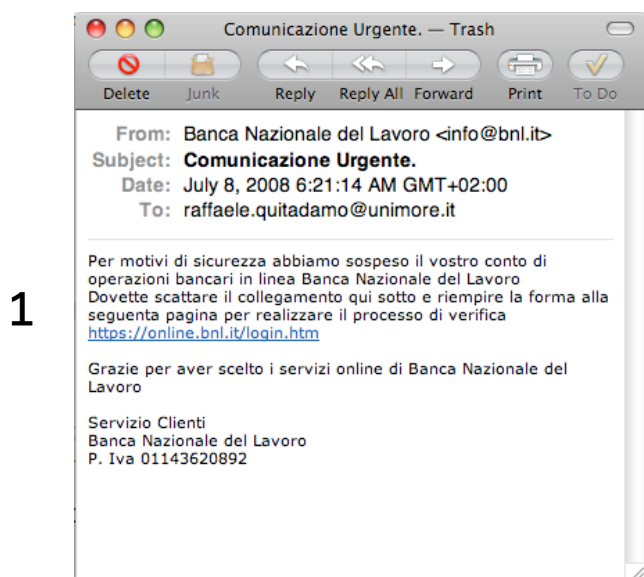 Comunicazione Urgente. — Trash
Delete Junk Reply Reply All Forward Print To Do
From: Banca Nazionale del Lavoro <info@bnl.it>
Subject: Comunicazione Urgente.
Date: July 8, 2008 6:21:14 AM GMT+02:00
To: raffaele.quitadamo@unimore.it
Per motivi di sicurezza abbiamo sospeso il vostro conto di
operazioni bancari in linea Banca Nazionale del Lavoro
Dovette scattare il collegamento qui sotto e riempire la forma alla
seguenta pagina per realizzare il processo di verifica
https://online.bnl.it/login.htm
Grazie per aver scelto i servizi online di Banca Nazionale del
Lavoro
Servizio Clienti
Banca Nazionale del Lavoro
P. Iva 01143620892
1